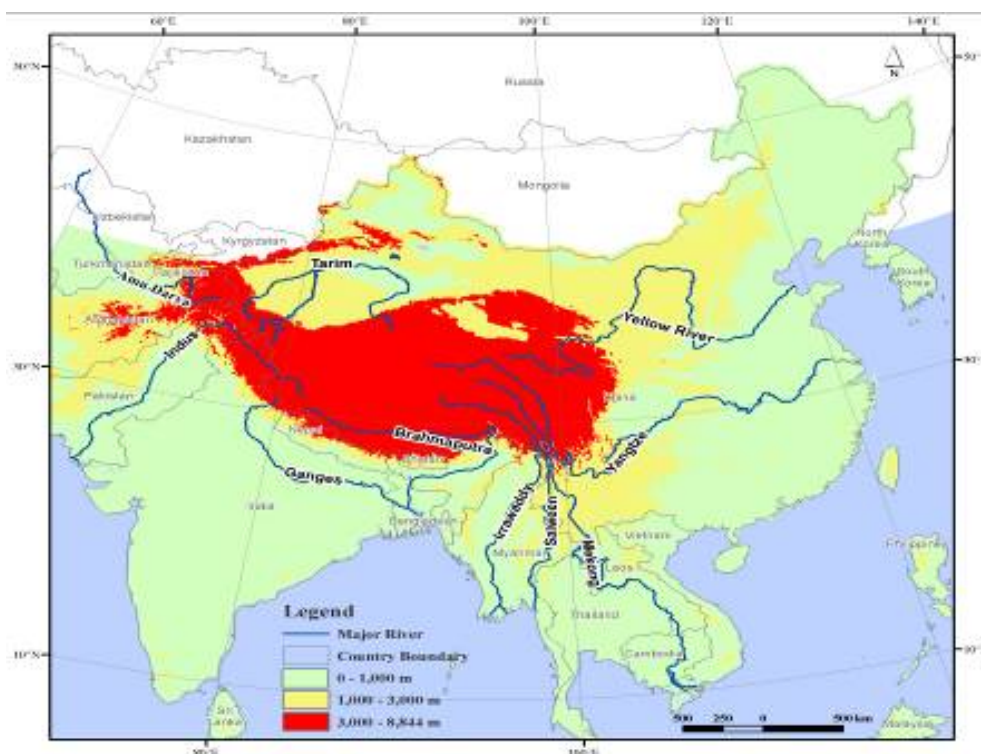 60°E 80°E 100°E 120°E 140°E
50°N 50°
N
Russia
Kazakhstan
Mongolia
Uzbekistan
Kyrgyzstan
North
Korea
South
Korea
Turkmenistan
Tarim
Amu Darya
Afghanistan
Yellow River
Indus
30°N
Pakistan
China
Nepal
Brahmaputra
Bhutan
Yangtze
Ganges
India
Bangladesh
Irrawaddy
Salween
Mekong
Myanmar
Vietnam
Laos
Philippines
Thailand
Cambodia
10°N
Sri
Lanka
Malaysia
Legend
Major River
Country Boundary
0 - 1,000 m
1,000 - 3,000 m
3,000 - 8,844 m
500 250 0 500 km
100°E